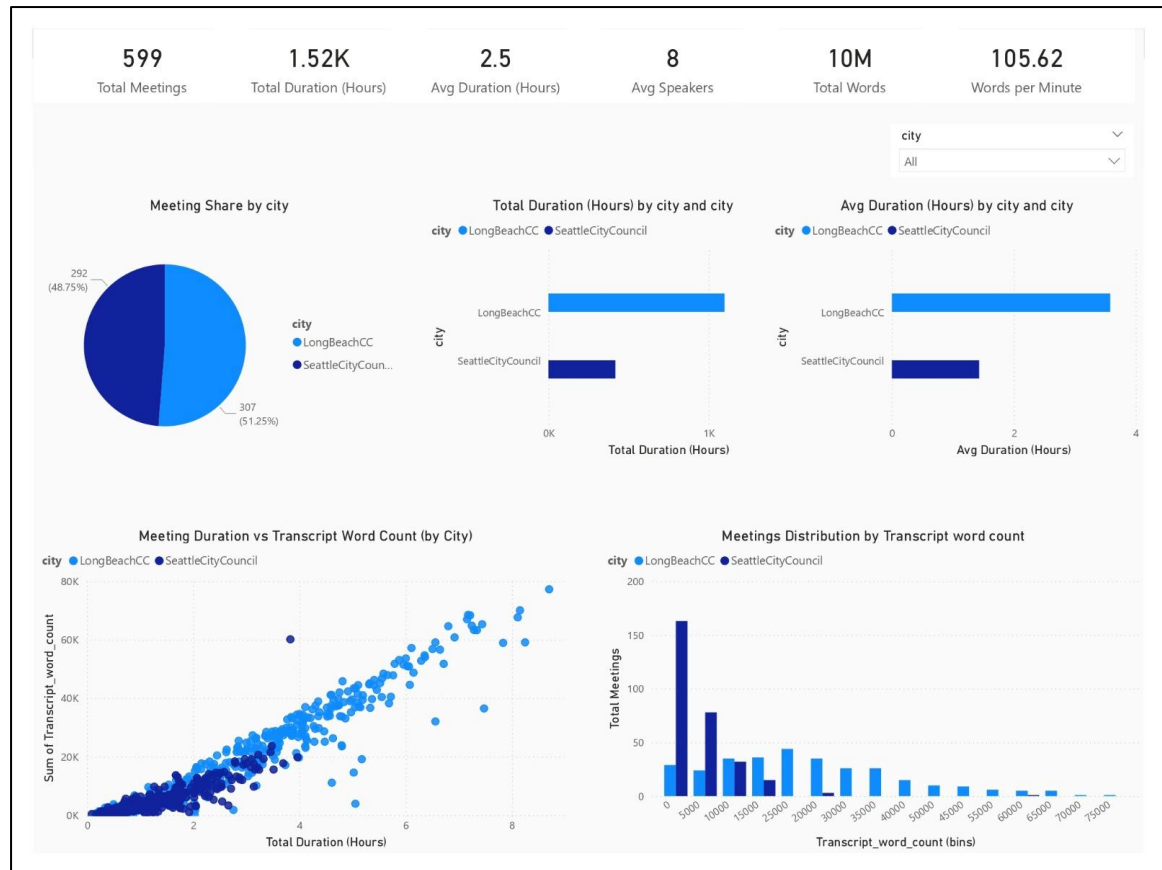 599 1.52K 2.5 8 10M 105.62
Total Meetings Total Duration (Hours) Avg Duration (Hours) Avg Speakers Total Words Words per Minute
city
All
Meeting Share by city
292
(48.75%)
307
(51.25%)
city
LongBeachCC
SeattleCityCoun...
Total Duration (Hours) by city and city
city LongBeachCC SeattleCityCouncil
city
LongBeachCC
SeattleCityCouncil
0K 1K
Total Duration (Hours)
Avg Duration (Hours) by city and city
city LongBeachCC SeattleCityCouncil
city
LongBeachCC
SeattleCityCouncil
0 2 4
Avg Duration (Hours)
Meeting Duration vs Transcript Word Count (by City)
city LongBeachCC SeattleCityCouncil
Sum of Transcript_word_count
80K
60K
40K
20K
0K
0 2 4 6 8
Total Duration (Hours)
Meetings Distribution by Transcript word count
city LongBeachCC SeattleCityCouncil
Total Meetings
200
150
100
50
0
0 5000 10000 15000 25000 20000 30000 35000 40000 45000 50000 55000 60000 65000 70000 75000
Transcript_word_count (bins)